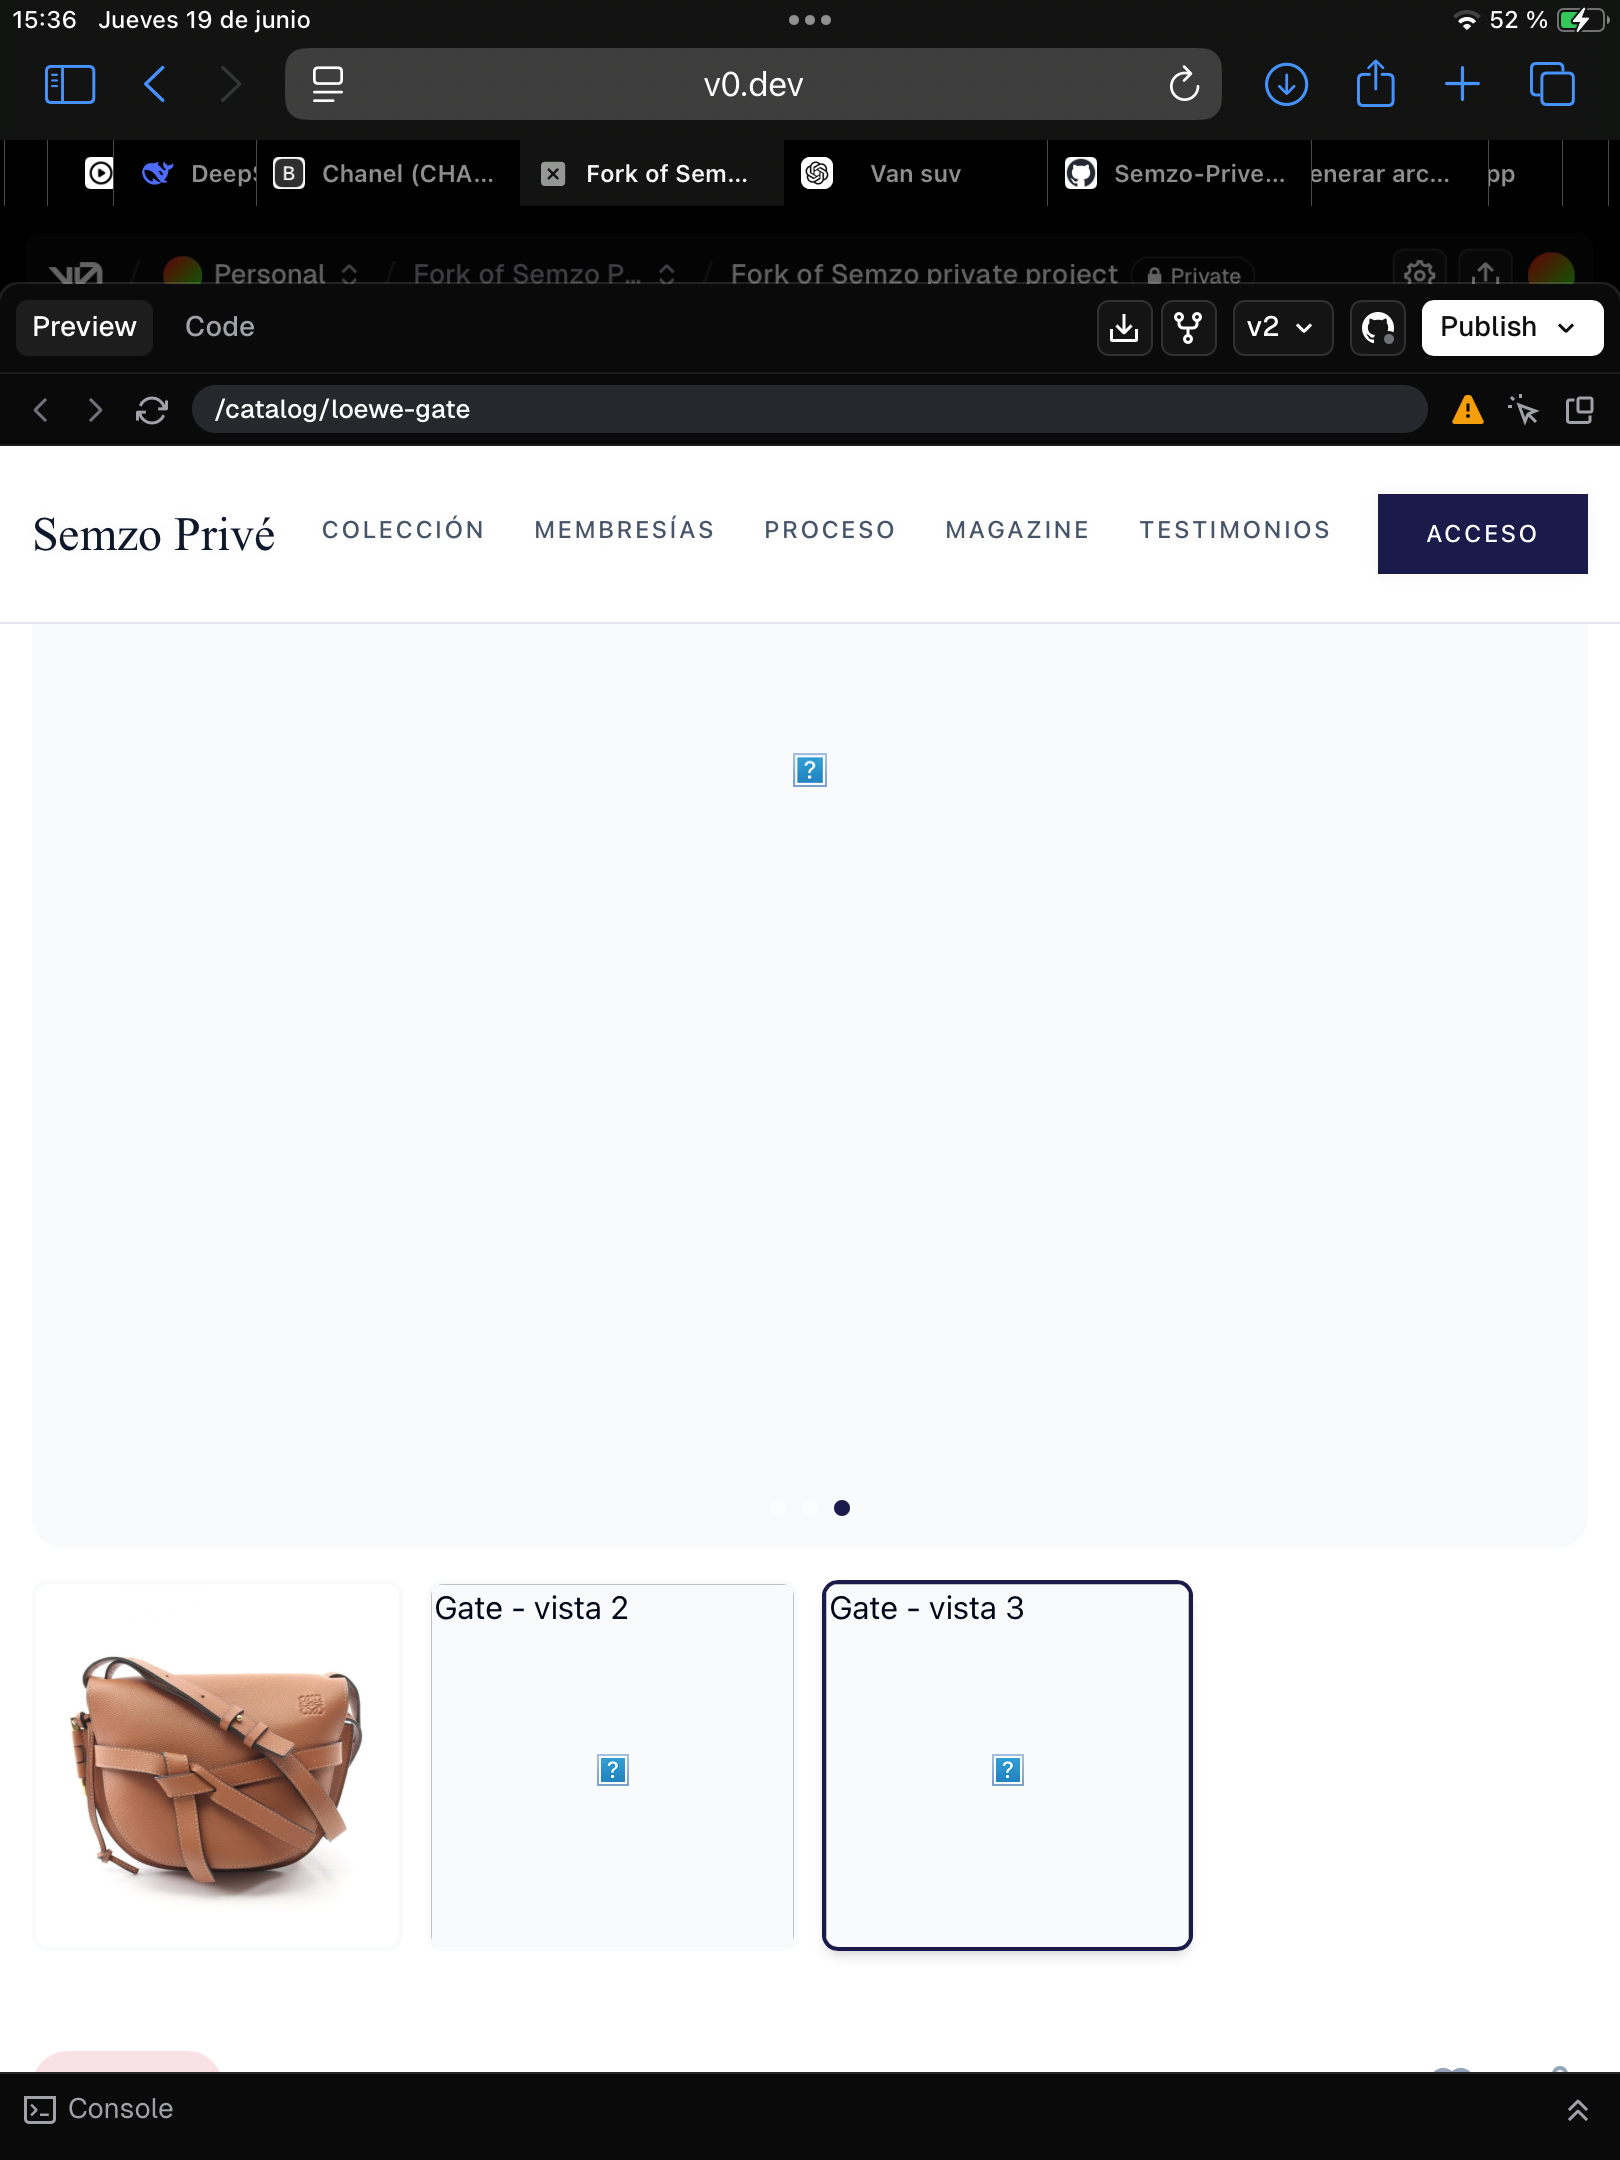 15:36 Jueves 19 de junio
52 %
v0.dev
DeepS
B Chanel (CHA...
Fork of Sem...
Van suv
Semzo-Prive...
enerar arc...
pp
v0 / Personal / Fork of Semzo P... / Fork of Semzo private project Private
Preview Code v2 Publish
/catalog/loewe-gate
Semzo Privé COLECCIÓN MEMBRESÍAS PROCESO MAGAZINE TESTIMONIOS ACCESO
?
Gate - vista 2
Gate - vista 3
?
?
Console